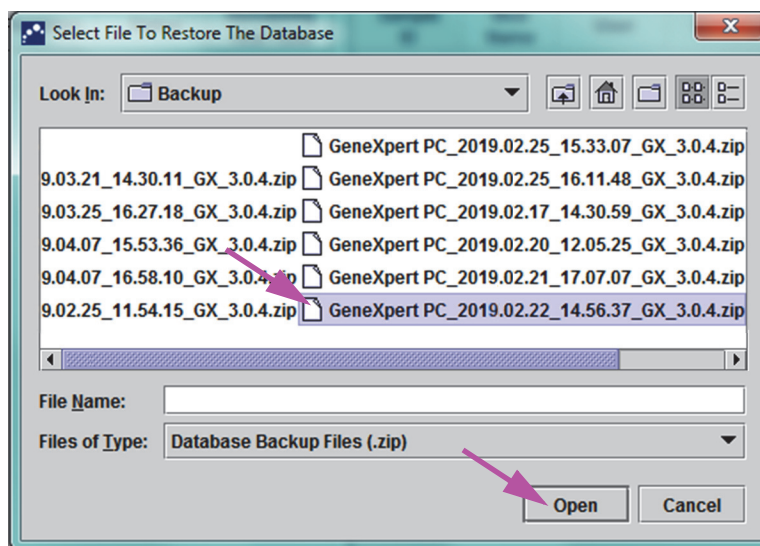 Select File To Restore The Database
Look In: Backup
GeneXpert PC_2019.02.25_15.33.07_GX_3.0.4.zip
9.03.21_14.30.11_GX_3.0.4.zip GeneXpert PC_2019.02.25_16.11.48_GX_3.0.4.zip
9.03.25_16.27.18_GX_3.0.4.zip GeneXpert PC_2019.02.17_14.30.59_GX_3.0.4.zip
9.04.07_15.53.36_GX_3.0.4.zip GeneXpert PC_2019.02.20_12.05.25_GX_3.0.4.zip
9.04.07_16.58.10_GX_3.0.4.zip GeneXpert PC_2019.02.21_17.07.07_GX_3.0.4.zip
9.02.25_11.54.15_GX_3.0.4.zip GeneXpert PC_2019.02.22_14.56.37_GX_3.0.4.zip
File Name:
Files of Type: Database Backup Files (.zip)
Open Cancel